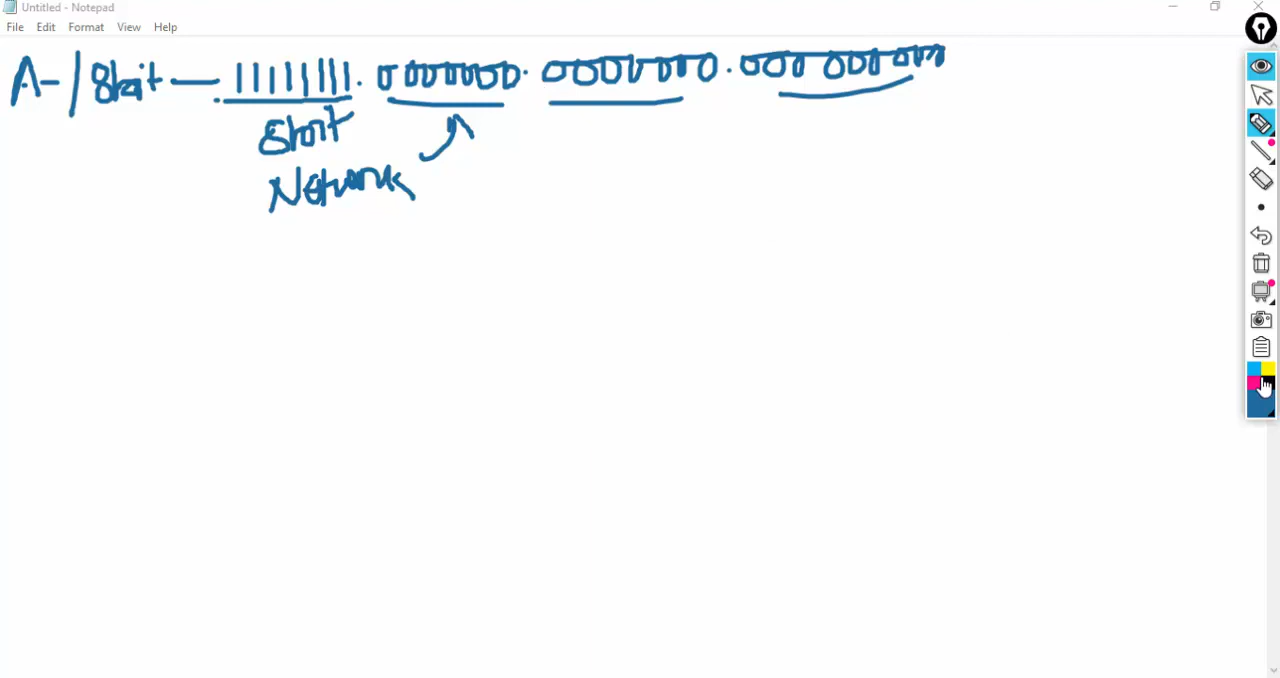 Untitled - Notepad
File Edit Format View Help
A- /8bit — 11111111. 00000000. 00000000. 00000000
8bit
Network